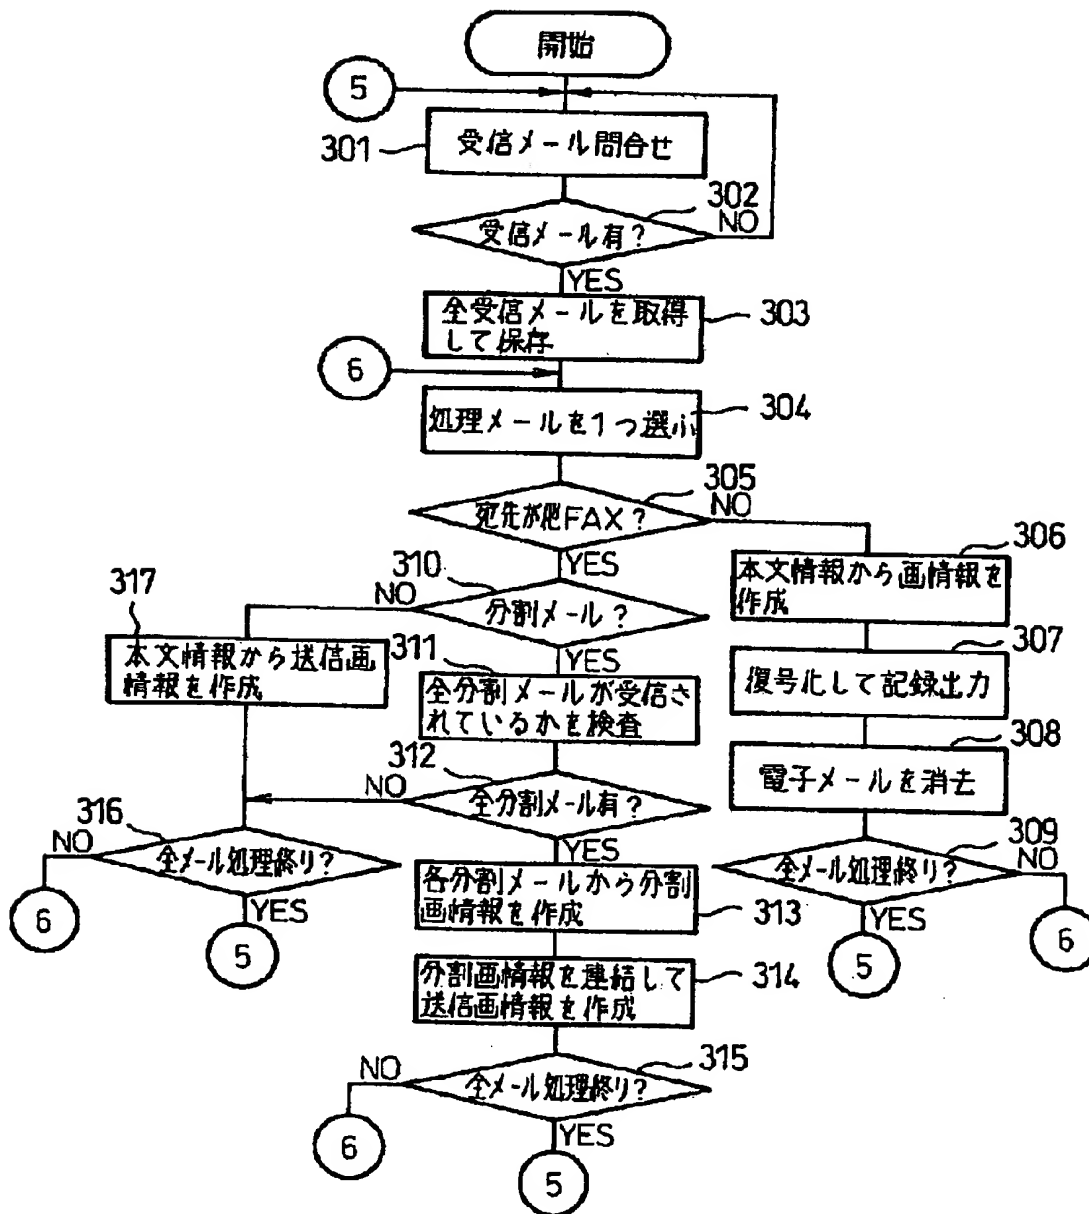 開始
5
301
受信メール問合せ
302
受信メール有?
NO
YES
全受信メールを取得
して保存
303
6
処理メールを1つ選ぶ
304
305
宛先が他FAX?
NO
YES
306
本文情報から画情報を
作成
310
NO
分割メール?
YES
317
本文情報から送信画
情報を作成
311
全分割メールが受信さ
れているかを検査
307
復号化して記録出力
308
電子メールを消去
312
NO
全分割メール有?
YES
316
NO
全メール処理終り?
YES
6
5
309
全メール処理終り?
NO
YES
5
6
各分割メールから分割
画情報を作成
313
分割画情報を連結して
送信画情報を作成
314
315
NO
全メール処理終り?
YES
6
5